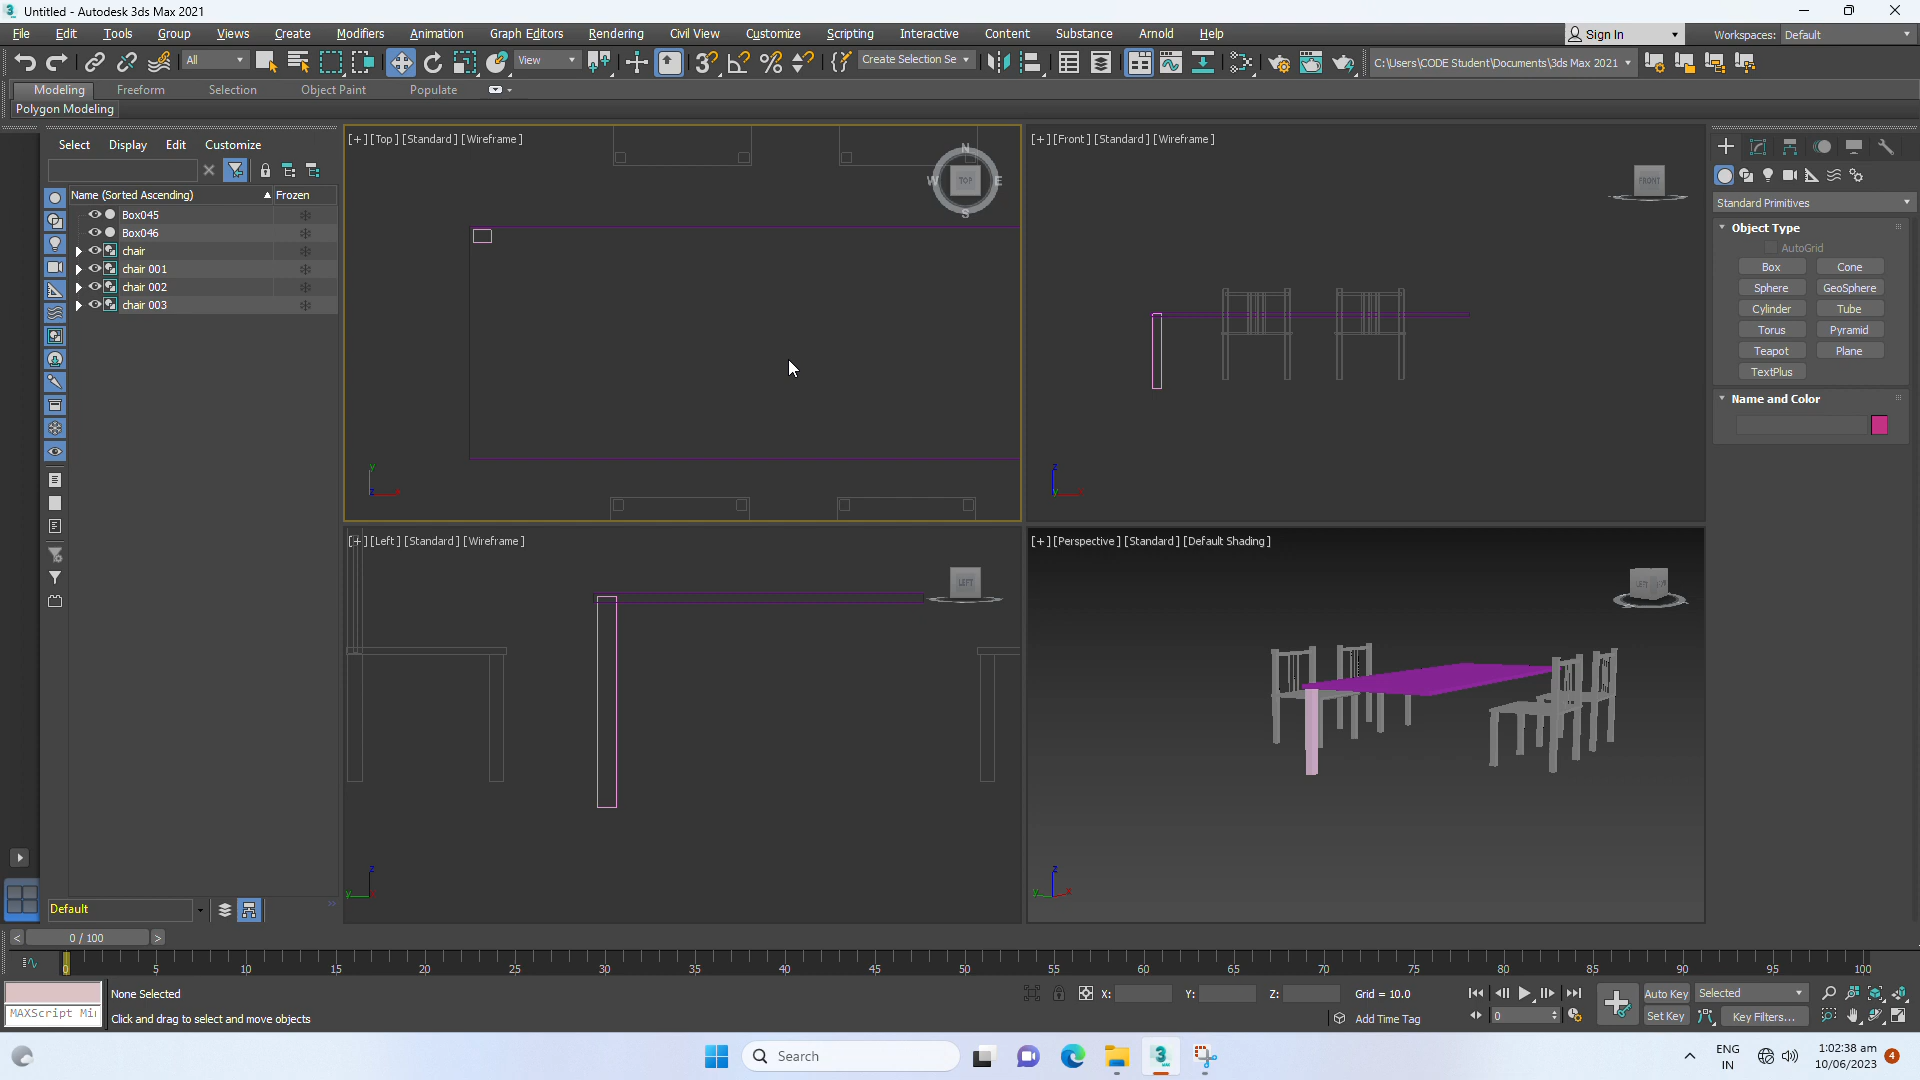 Untitled - Autodesk 3ds Max 2021
File Edit Tools Group Views Create Modifiers Animation Graph Editors Rendering Civil View Customize Scripting Interactive Content Substance Arnold Help
Sign In Workspaces: Default
All View Create Selection Se C:\Users\CODE Student\Documents\3ds Max 2021
Modeling Freeform Selection Object Paint Populate
Polygon Modeling
Select Display Edit Customize
Name (Sorted Ascending) Frozen
Box045
Box046
chair
chair 001
chair 002
chair 003
[+] [Top] [Standard] [Wireframe]
N
W TOP E
S
y
z x
[+] [Front] [Standard] [Wireframe]
FRONT
z
y x
[+] [Left] [Standard] [Wireframe]
LEFT
z
y x
[+] [Perspective] [Standard] [Default Shading]
LEFT
z
y x
Standard Primitives
Object Type
AutoGrid
Box Cone
Sphere GeoSphere
Cylinder Tube
Torus Pyramid
Teapot Plane
TextPlus
Name and Color
Default
< 0 / 100 >
0 5 10 15 20 25 30 35 40 45 50 55 60 65 70 75 80 85 90 95 100
None Selected
X: Y: Z: Grid = 10.0
Auto Key Selected
MAXScript Mi
Click and drag to select and move objects
Add Time Tag
0
Set Key Key Filters...
Search
ENG
IN
1:02:38 am
10/06/2023
4